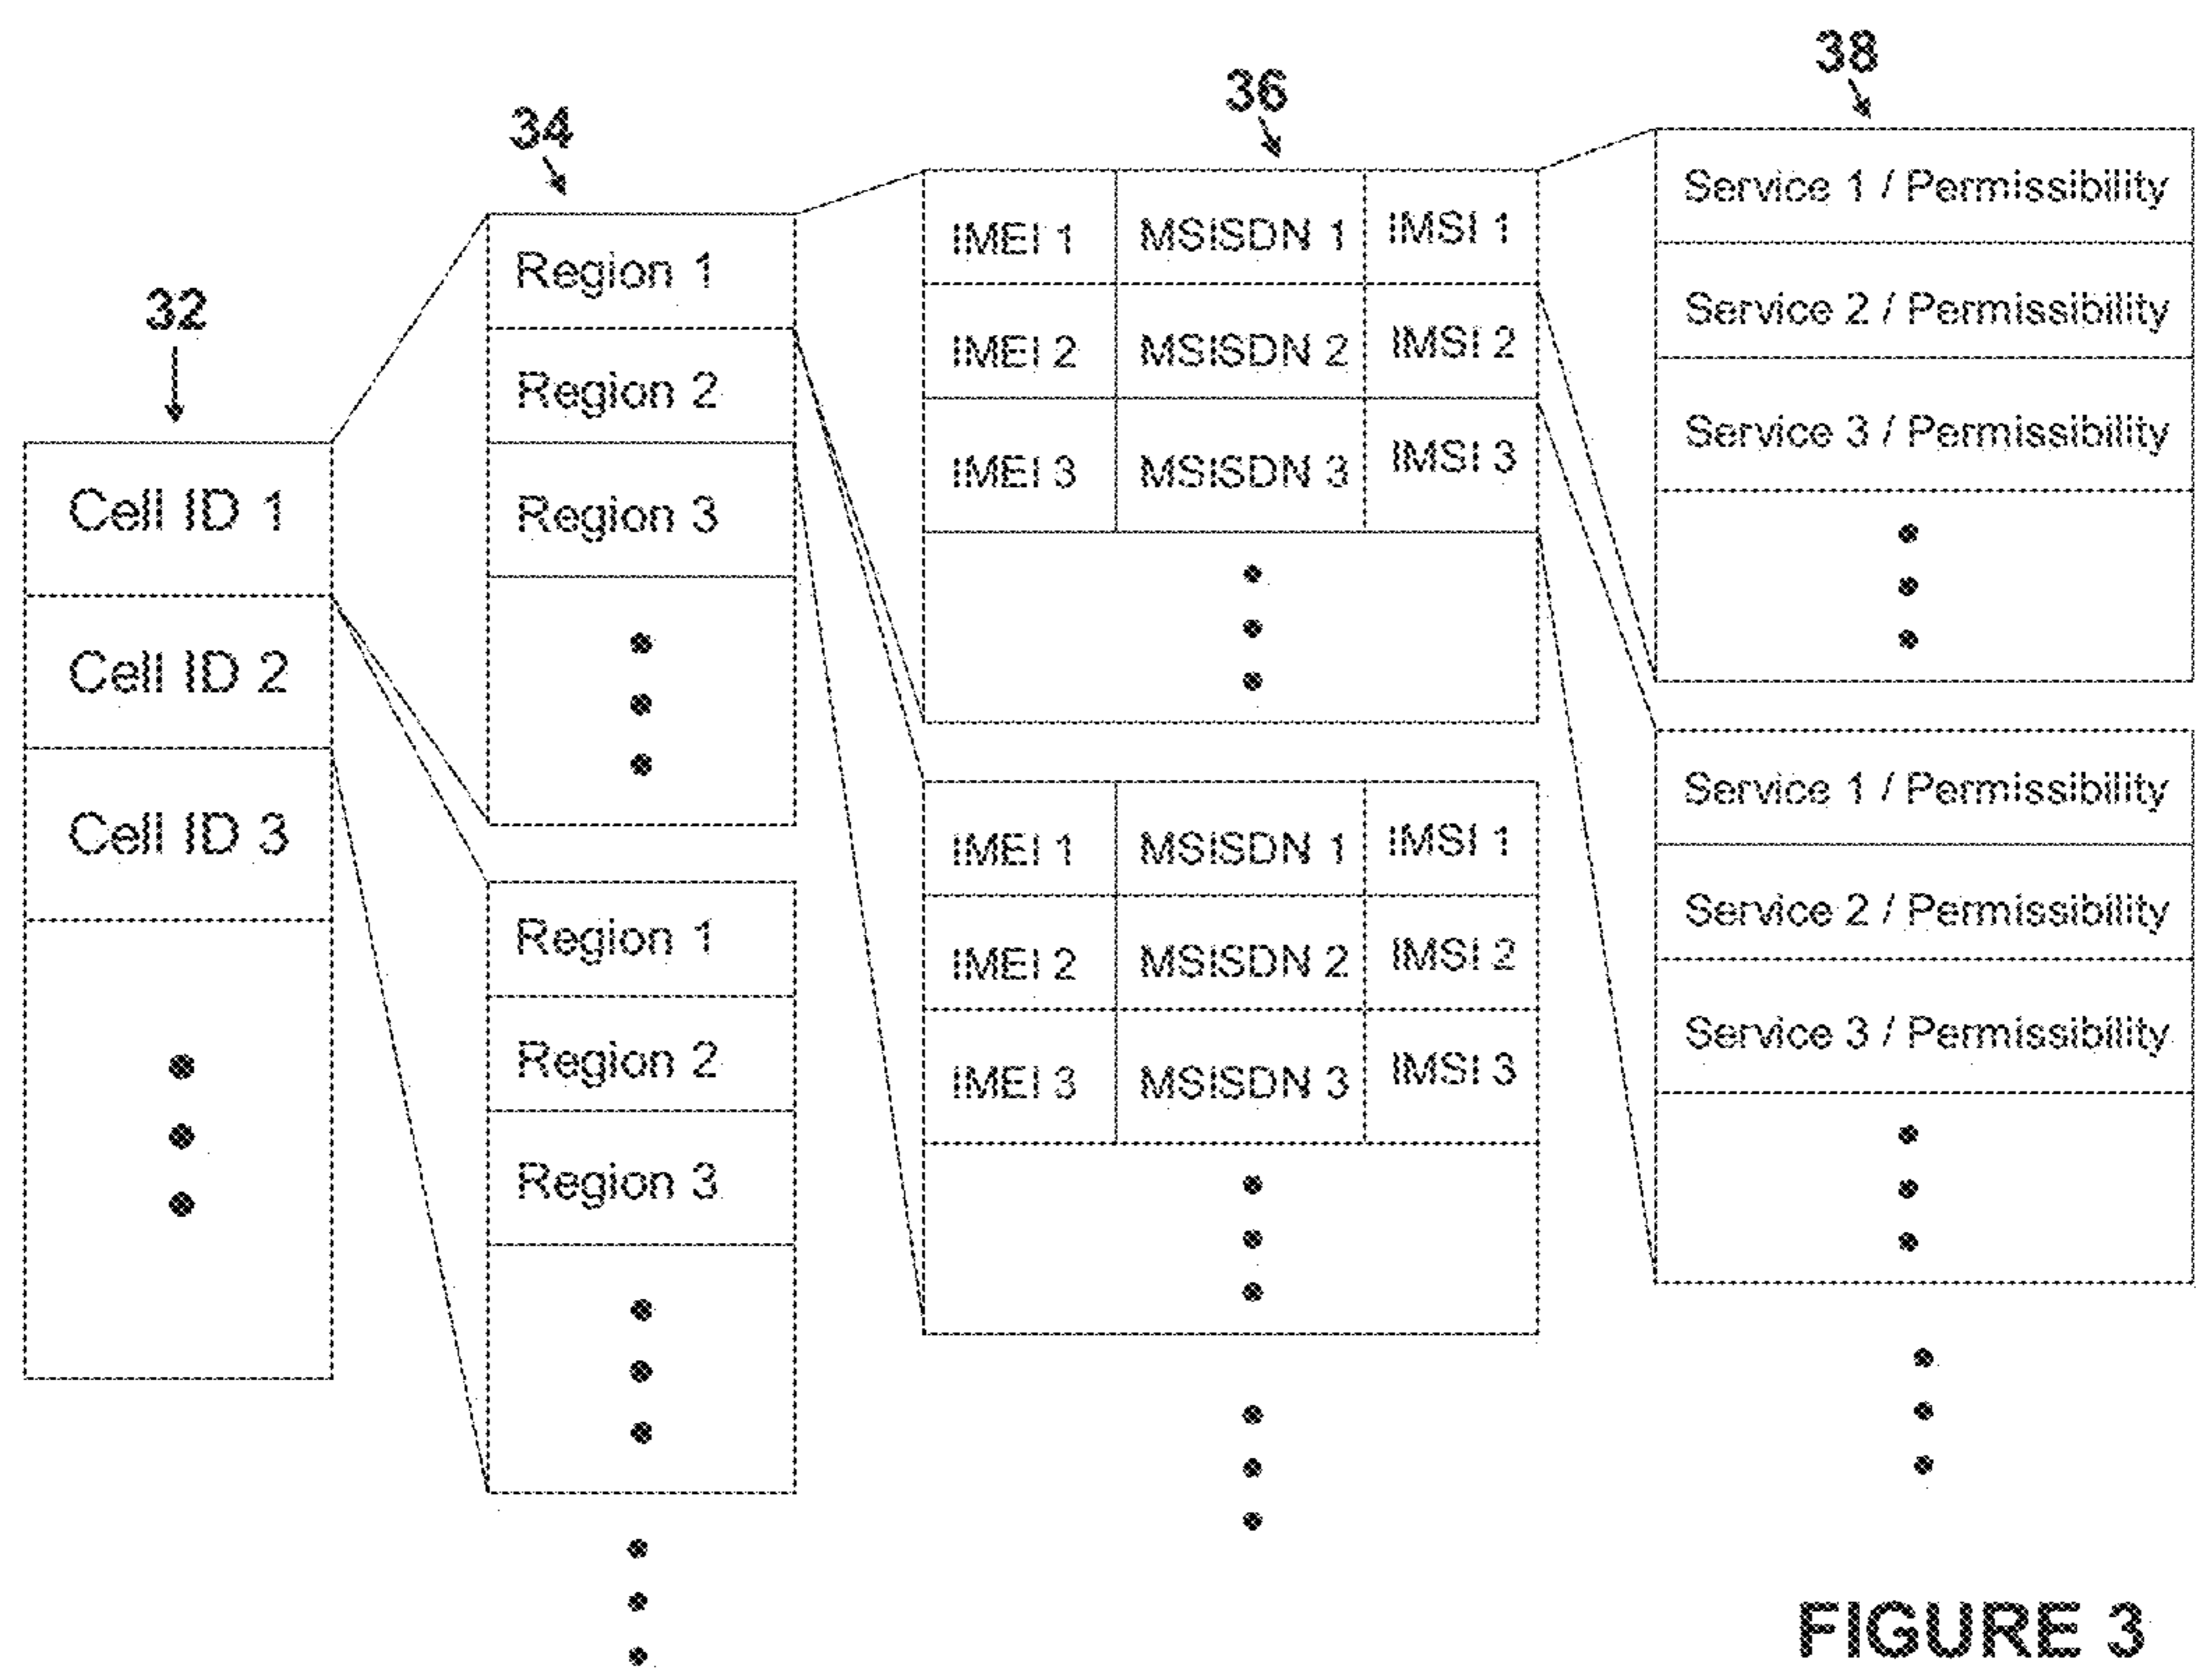 32
Cell ID 1
Cell ID 2
Cell ID 3
34
Region 1
Region 2
Region 3
Region 1
Region 2
Region 3
36
IMEI 1 MSISDN 1 IMSI 1
IMEI 2 MSISDN 2 IMSI 2
IMEI 3 MSISDN 3 IMSI 3
IMEI 1 MSISDN 1 IMSI 1
IMEI 2 MSISDN 2 IMSI 2
IMEI 3 MSISDN 3 IMSI 3
38
Service 1 / Permissibility
Service 2 / Permissibility
Service 3 / Permissibility
Service 1 / Permissibility
Service 2 / Permissibility
Service 3 / Permissibility
FIGURE 3